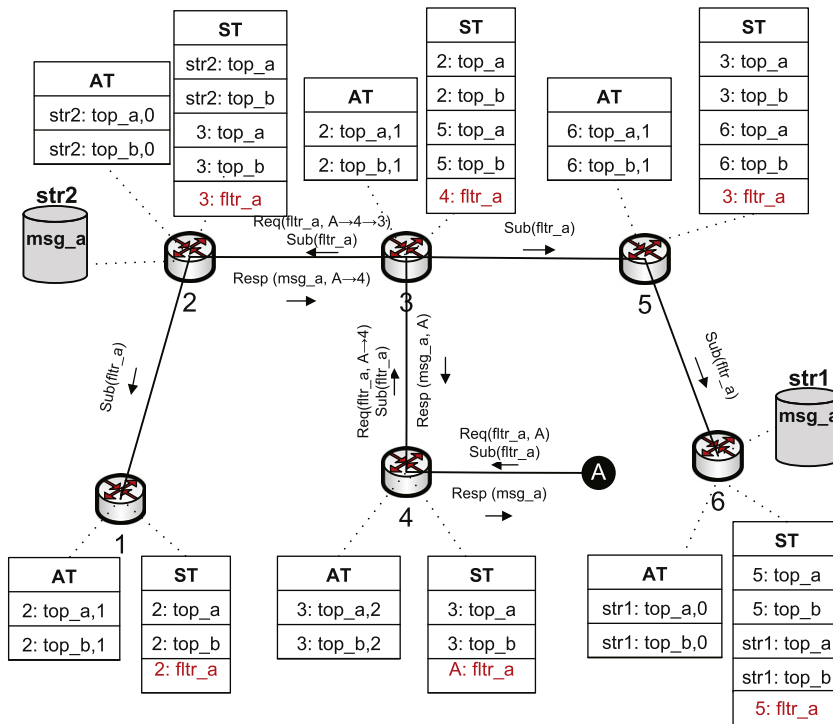 ST
str2: top_a
str2: top_b
3: top_a
3: top_b
3: fltr_a
AT
str2: top_a,0
str2: top_b,0
ST
2: top_a
2: top_b
5: top_a
5: top_b
4: fltr_a
AT
2: top_a,1
2: top_b,1
ST
3: top_a
3: top_b
6: top_a
6: top_b
3: fltr_a
AT
6: top_a,1
6: top_b,1
str2
msg_a
Req(fltr_a, A→4→3)
Sub(fltr_a)
Sub(fltr_a)
2
Resp (msg_a, A→4)
3
5
Sub(fltr_a)
Req(fltr_a, A→4)
Sub(fltr_a)
Resp (msg_a, A)
Sub(fltr_a)
str1
msg_a
Req(fltr_a, A)
Sub(fltr_a)
A
Resp (msg_a)
1
4
6
AT
2: top_a,1
2: top_b,1
ST
2: top_a
2: top_b
2: fltr_a
AT
3: top_a,2
3: top_b,2
ST
3: top_a
3: top_b
A: fltr_a
AT
str1: top_a,0
str1: top_b,0
ST
5: top_a
5: top_b
str1: top_a
str1: top_b
5: fltr_a